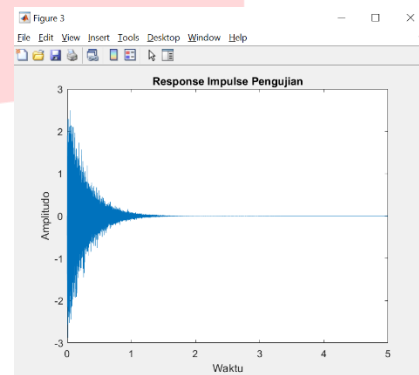 Figure 3
File Edit View Insert Tools Desktop Window Help
Response Impulse Pengujian
3
2
1
0
-1
-2
-3
Amplitudo
0 1 2 3 4 5
Waktu